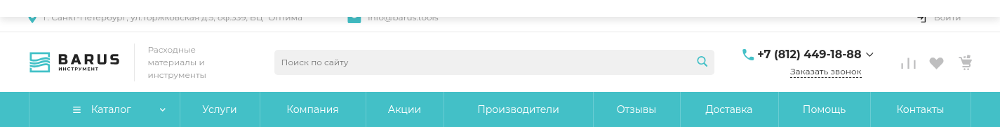 г. Санкт-Петербург, ул.Торжковская д.5, оф.339, БЦ "Оптима"
info@barus.tools
Войти
BARUS
ИНСТРУМЕНТ
Расходные
материалы и
инструменты
Поиск по сайту
+7 (812) 449-18-88
Заказать звонок
Каталог
Услуги
Компания
Акции
Производители
Отзывы
Доставка
Помощь
Контакты